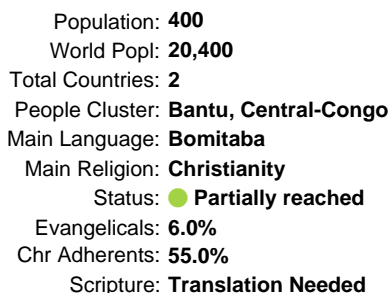 Population: 400
World Popl: 20,400
Total Countries: 2
People Cluster: Bantu, Central-Congo
Main Language: Bomitaba
Main Religion: Christianity
Status: Partially reached
Evangelicals: 6.0%
Chr Adherents: 55.0%
Scripture: Translation Needed